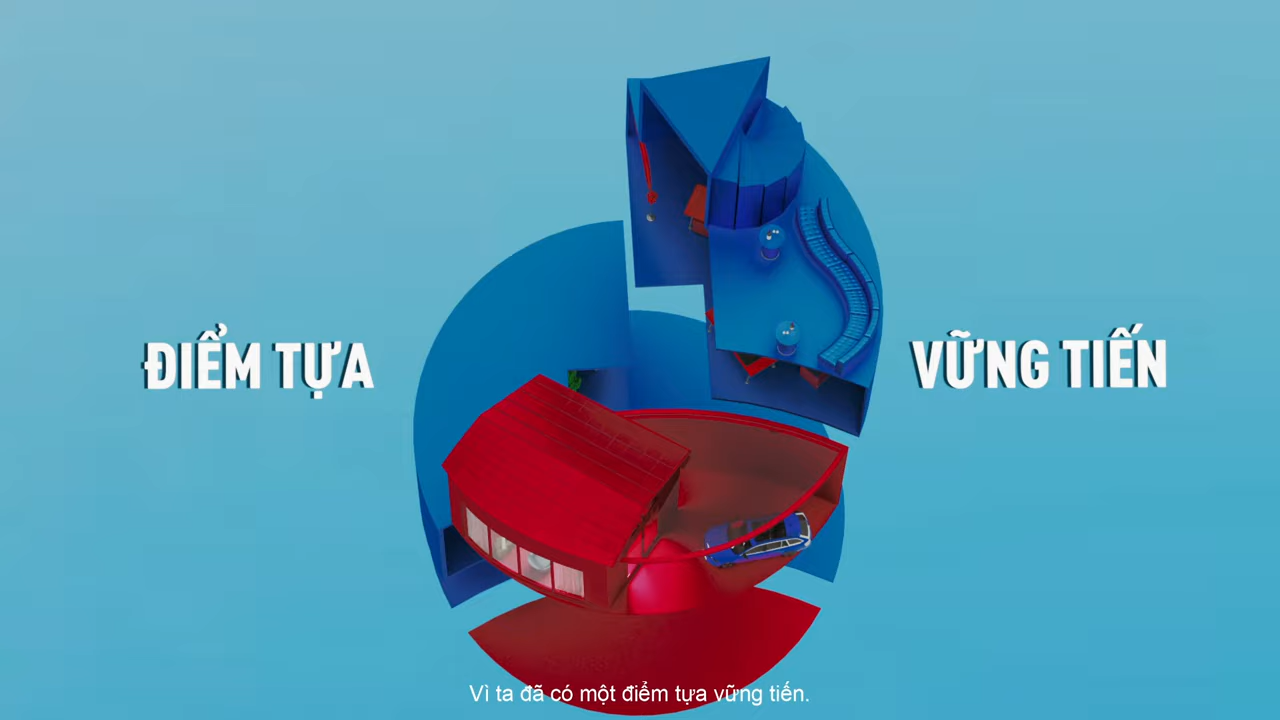 ĐIỂM TỰA
VỮNG TIẾN
Vì ta đã có một điểm tựa vững tiến.